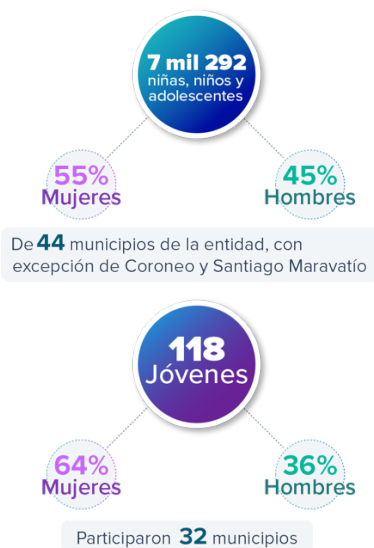 7 mil 292
niñas, niños y
adolescentes
55%
Mujeres
45%
Hombres
De 44 municipios de la entidad, con
excepción de Coroneo y Santiago Maravatío
118
Jóvenes
64%
Mujeres
36%
Hombres
Participaron 32 municipios